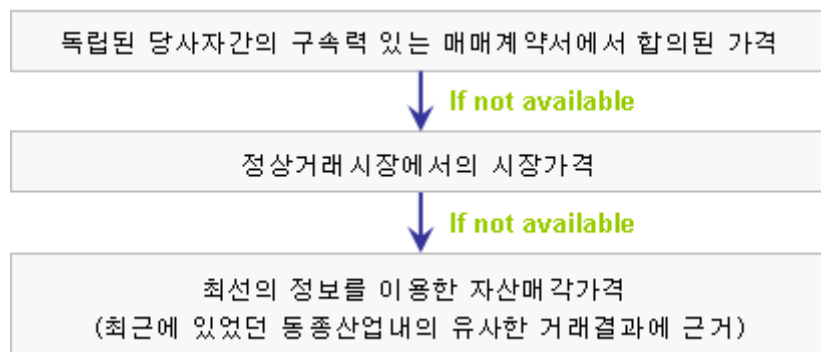 독립된 당사자간의 구속력 있는 매매계약서에서 합의된 가격
If not available
정상거래시장에서의 시장가격
If not available
최선의 정보를 이용한 자산매각가격
(최근에 있었던 동종산업내의 유사한 거래결과에 근거)